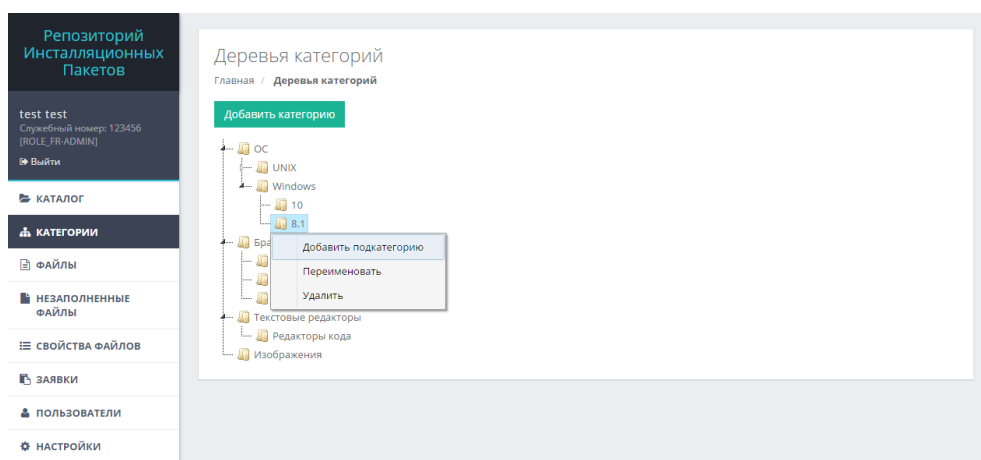 Репозиторий
Инсталляционных
Пакетов
test test
Служебный номер: 123456
[ROLE_FR-ADMIN]
Выйти
КАТАЛОГ
КАТЕГОРИИ
ФАЙЛЫ
НЕЗАПОЛНЕННЫЕ
ФАЙЛЫ
СВОЙСТВА ФАЙЛОВ
ЗАЯВКИ
ПОЛЬЗОВАТЕЛИ
НАСТРОЙКИ
Деревья категорий
Главная / Деревья категорий
Добавить категорию
ОС
UNIX
Windows
10
8.1
Добавить подкатегорию
Переименовать
Удалить
Текстовые редакторы
Редакторы кода
Изображения